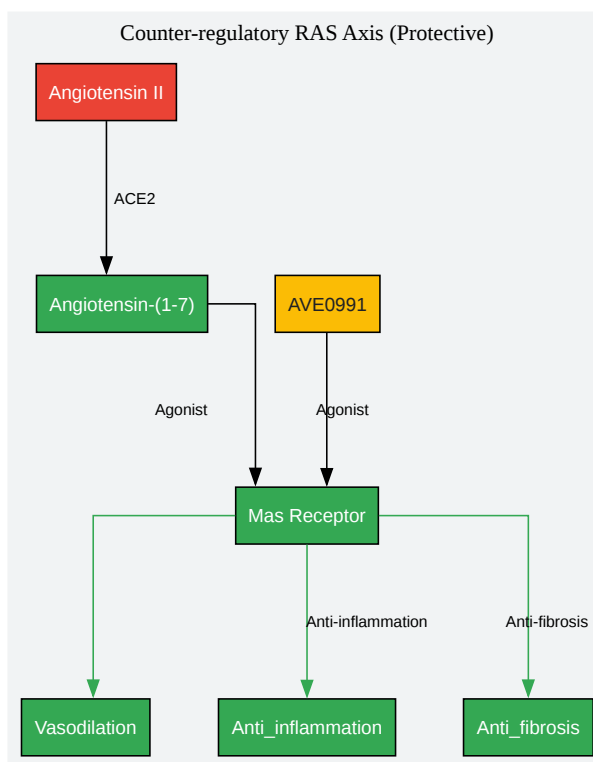 Counter-regulatory RAS Axis (Protective)
Angiotensin II
ACE2
Angiotensin-(1-7)
AVE0991
Agonist
Agonist
Mas Receptor
Anti-inflammation
Anti-fibrosis
Vasodilation
Anti_inflammation
Anti_fibrosis